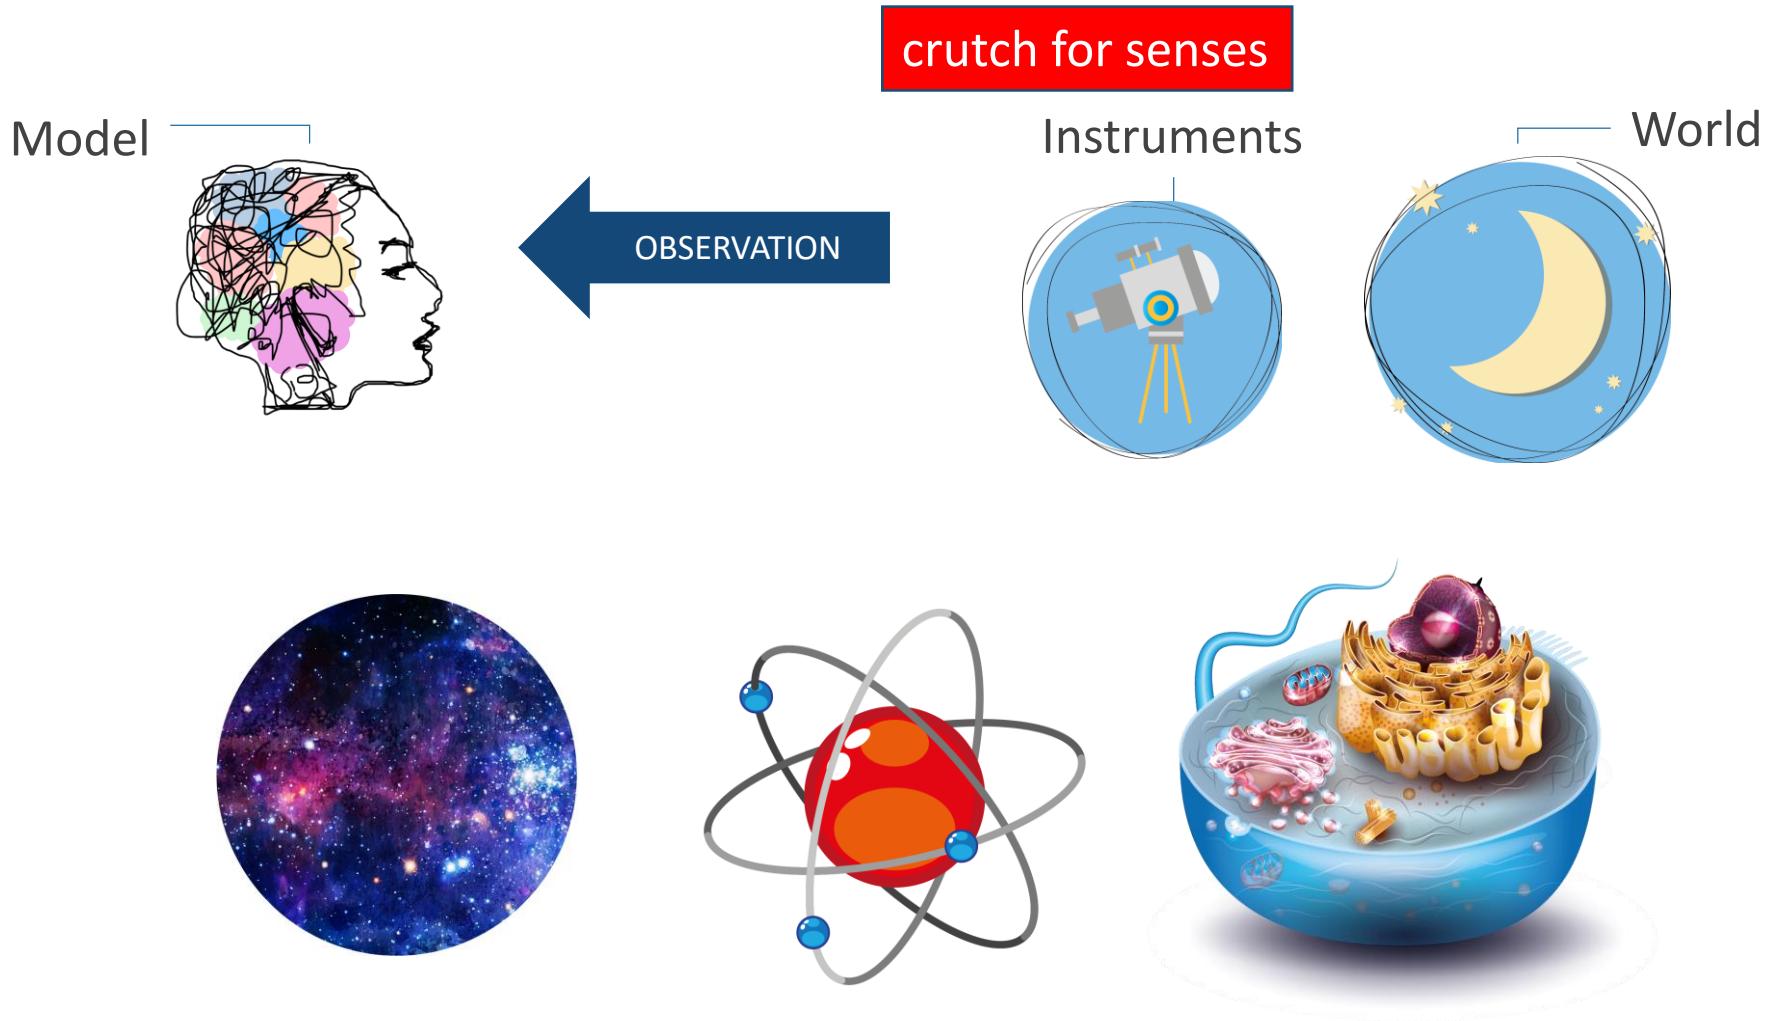 crutch for senses
Model
Instruments
World
OBSERVATION